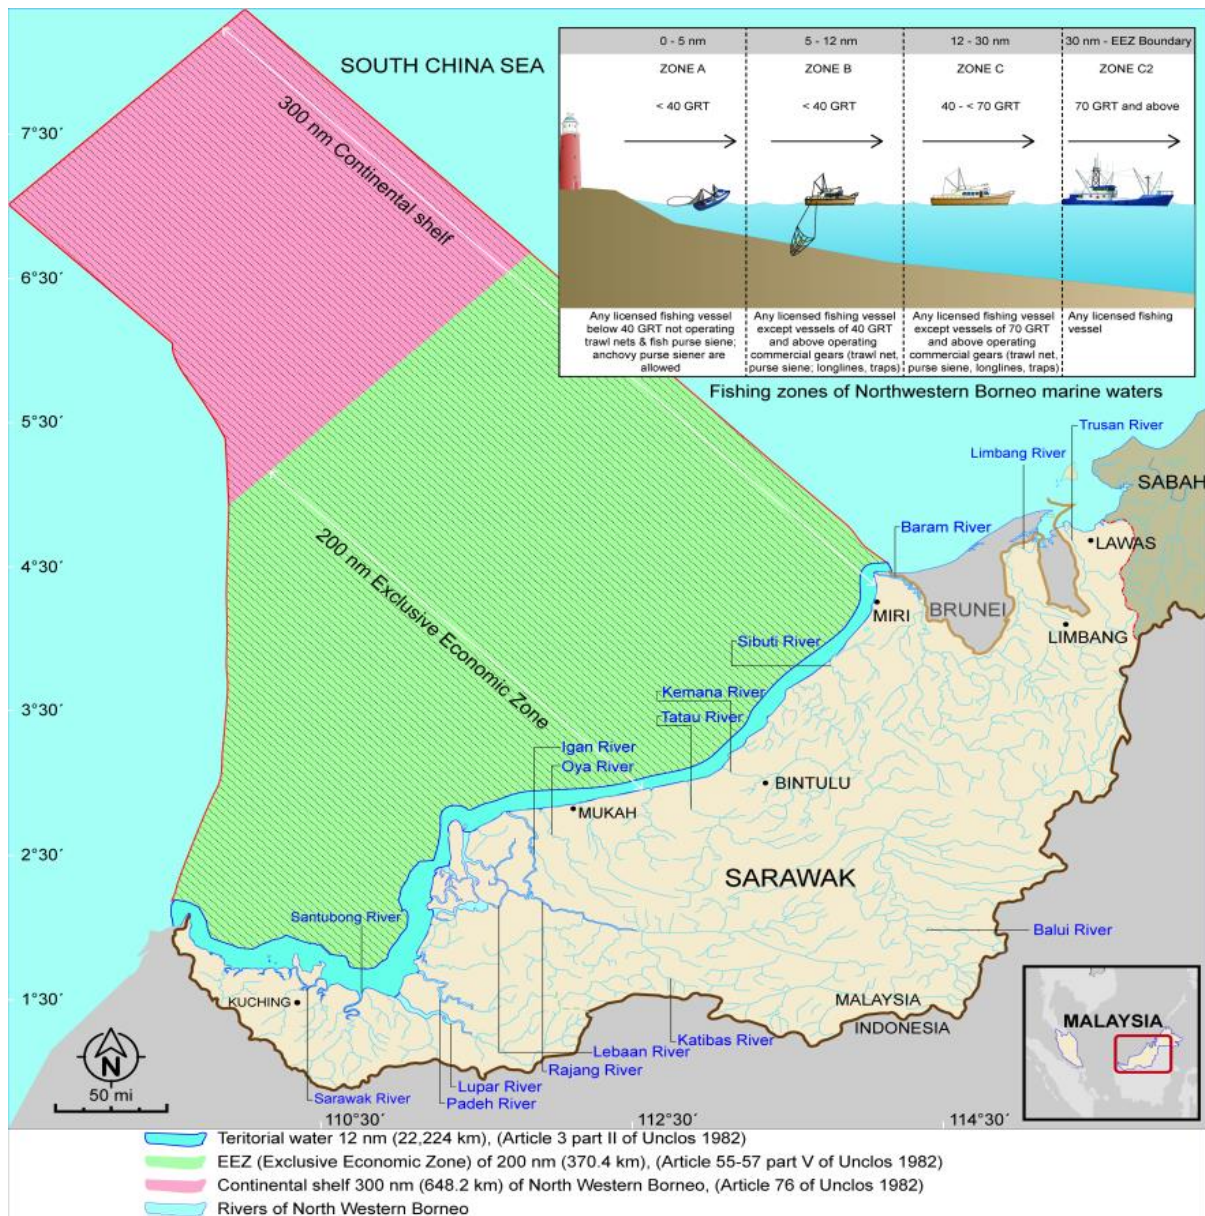 SOUTH CHINA SEA
0 - 5 nm
5 - 12 nm
12 - 30 nm
30 nm - EEZ Boundary
ZONE A
ZONE B
ZONE C
ZONE C2
< 40 GRT
< 40 GRT
40 - < 70 GRT
70 GRT and above
Any licensed fishing vessel
below 40 GRT not operating
trawl nets & fish purse siene;
anchovy purse siener are
allowed
Any licensed fishing vessel
except vessels of 40 GRT
and above operating
commercial gears (trawl net,
purse siene; longlines, traps)
Any licensed fishing vessel
except vessels of 70 GRT
and above operating
commercial gears (trawl net,
purse siene, longlines, traps)
Any licensed fishing
vessel
Fishing zones of Northwestern Borneo marine waters
7°30´
6°30´
5°30´
4°30´
3°30´
2°30´
1°30´
300 nm Continental shelf
200 nm Exclusive Economic Zone
Trusan River
Limbang River
SABAH
Baram River
LAWAS
BRUNEI
MIRI
LIMBANG
Sibuti River
Kemana River
Tatau River
Igan River
Oya River
BINTULU
MUKAH
SARAWAK
Santubong River
Balui River
KUCHING
MALAYSIA
INDONESIA
MALAYSIA
Katibas River
Lebaan River
Rajang River
Lupar River
Padeh River
Sarawak River
N
50 mi
110°30´
112°30´
114°30´
Teritorial water 12 nm (22,224 km), (Article 3 part II of Unclos 1982)
EEZ (Exclusive Economic Zone) of 200 nm (370.4 km), (Article 55-57 part V of Unclos 1982)
Continental shelf 300 nm (648.2 km) of North Western Borneo, (Article 76 of Unclos 1982)
Rivers of North Western Borneo